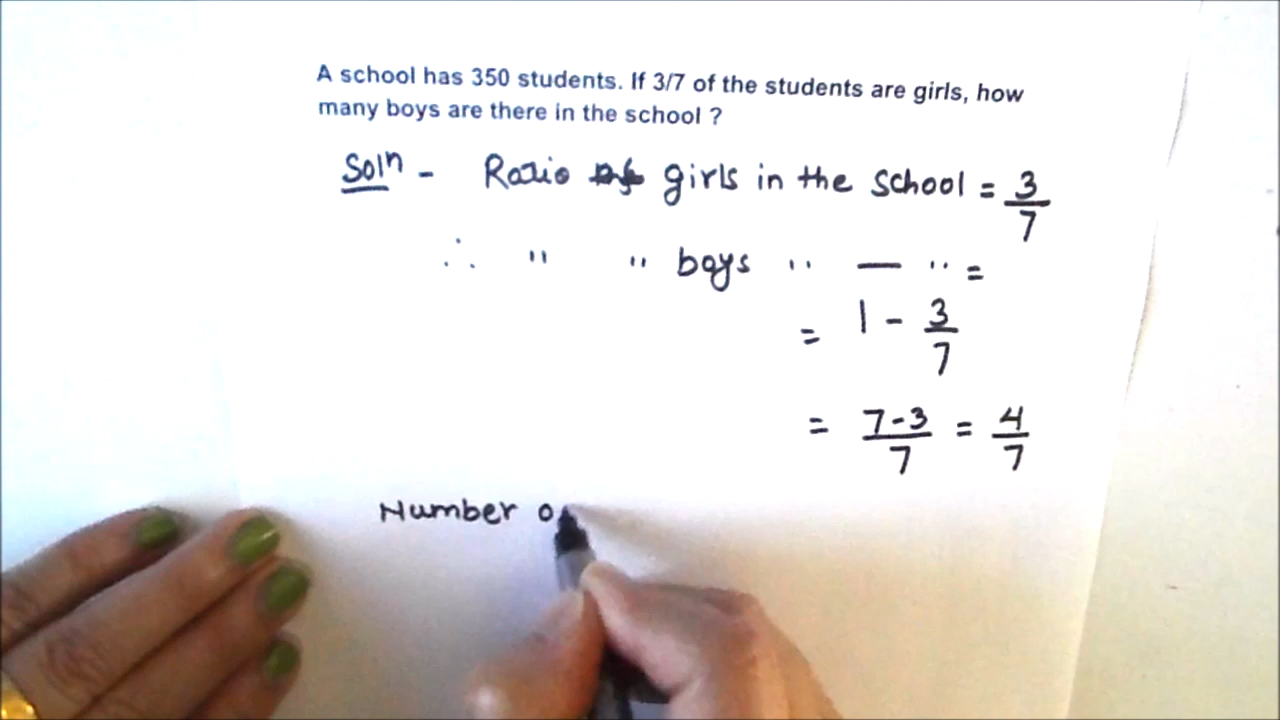 A school has 350 students. If 3/7 of the students are girls, how
many boys are there in the school ?
Solⁿ - Ratio of girls in the school = 3/7
∴ " " boys " — " =
= 1 - 3/7
= 7-3/7 = 4/7
Number o